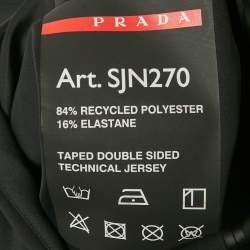 PRADA
Art. SJN270
84% RECYCLED POLYESTER
16% ELASTANE
TAPED DOUBLE SIDED
TECHNICAL JERSEY